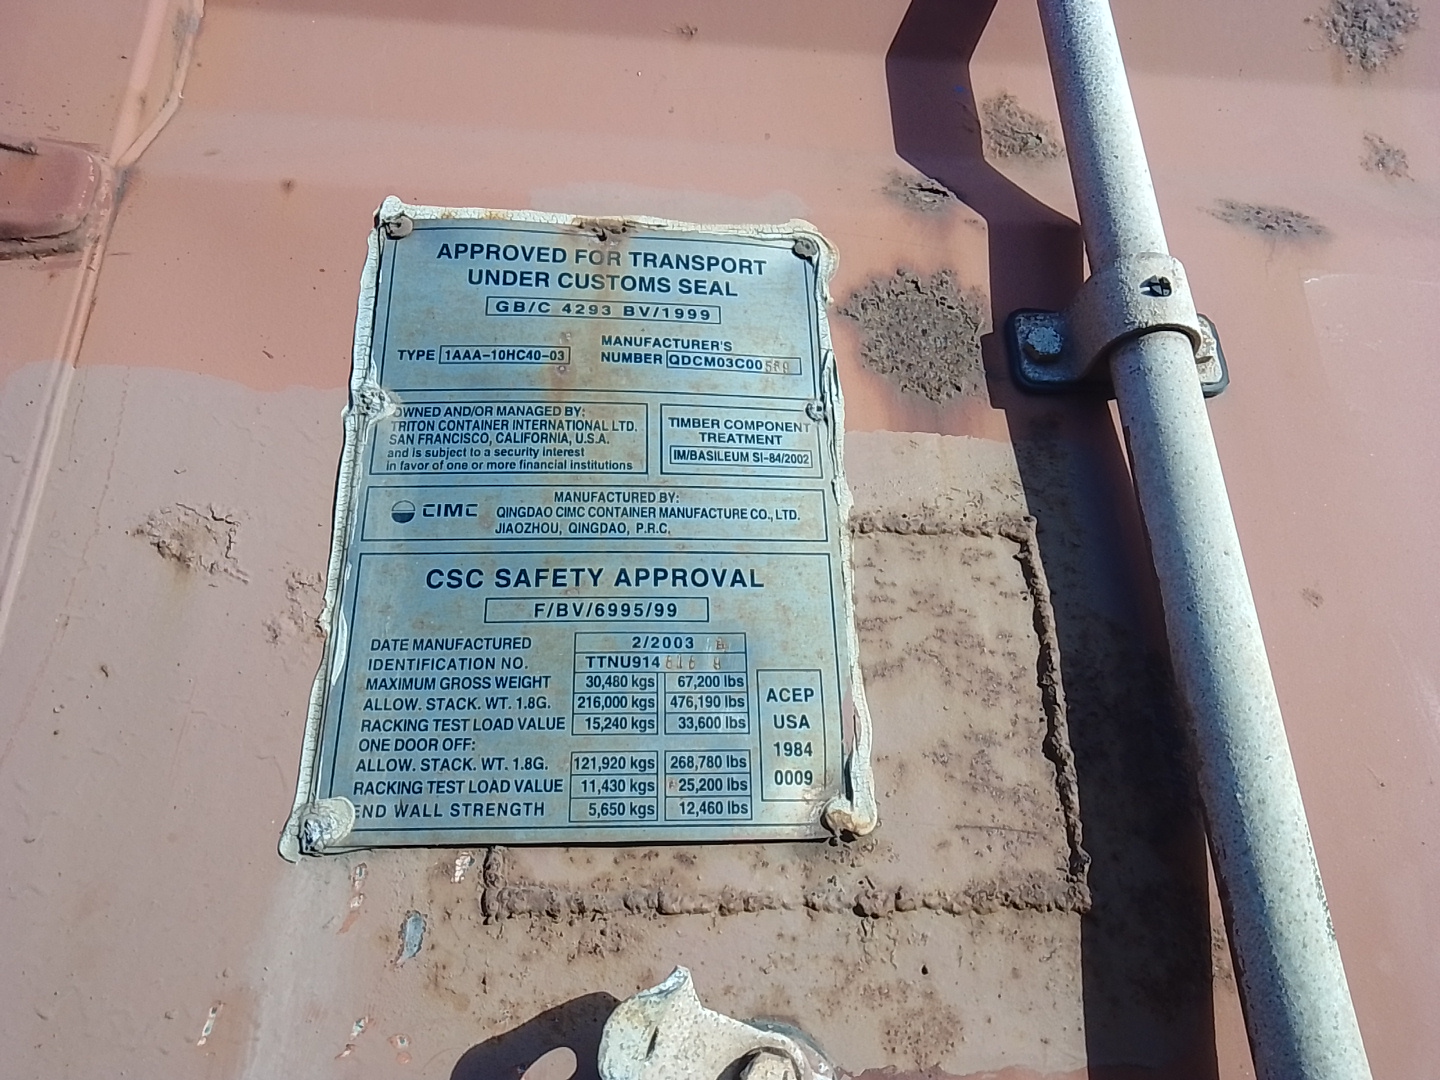 APPROVED FOR TRANSPORT
UNDER CUSTOMS SEAL
GB/C 4293 BV/1999
TYPE 1AAA-10HC40-03
MANUFACTURER'S
NUMBER QDCM03C00
OWNED AND/OR MANAGED BY:
TRITON CONTAINER INTERNATIONAL LTD.
SAN FRANCISCO, CALIFORNIA, U.S.A.
and is subject to a security interest
in favor of one or more financial institutions
TIMBER COMPONENT
TREATMENT
IM/BASILEUM SI-84/2002
CIMC
MANUFACTURED BY:
QINGDAO CIMC CONTAINER MANUFACTURE CO., LTD.
JIAOZHOU, QINGDAO, P.R.C.
CSC SAFETY APPROVAL
F/BV/6995/99
DATE MANUFACTURED 2/2003
IDENTIFICATION NO. TTNU914
MAXIMUM GROSS WEIGHT 30,480 kgs 67,200 lbs
ALLOW. STACK. WT. 1.8G. 216,000 kgs 476,190 lbs
RACKING TEST LOAD VALUE 15,240 kgs 33,600 lbs
ONE DOOR OFF:
ALLOW. STACK. WT. 1.8G. 121,920 kgs 268,780 lbs
RACKING TEST LOAD VALUE 11,430 kgs 25,200 lbs
END WALL STRENGTH 5,650 kgs 12,460 lbs
ACEP
USA
1984
0009